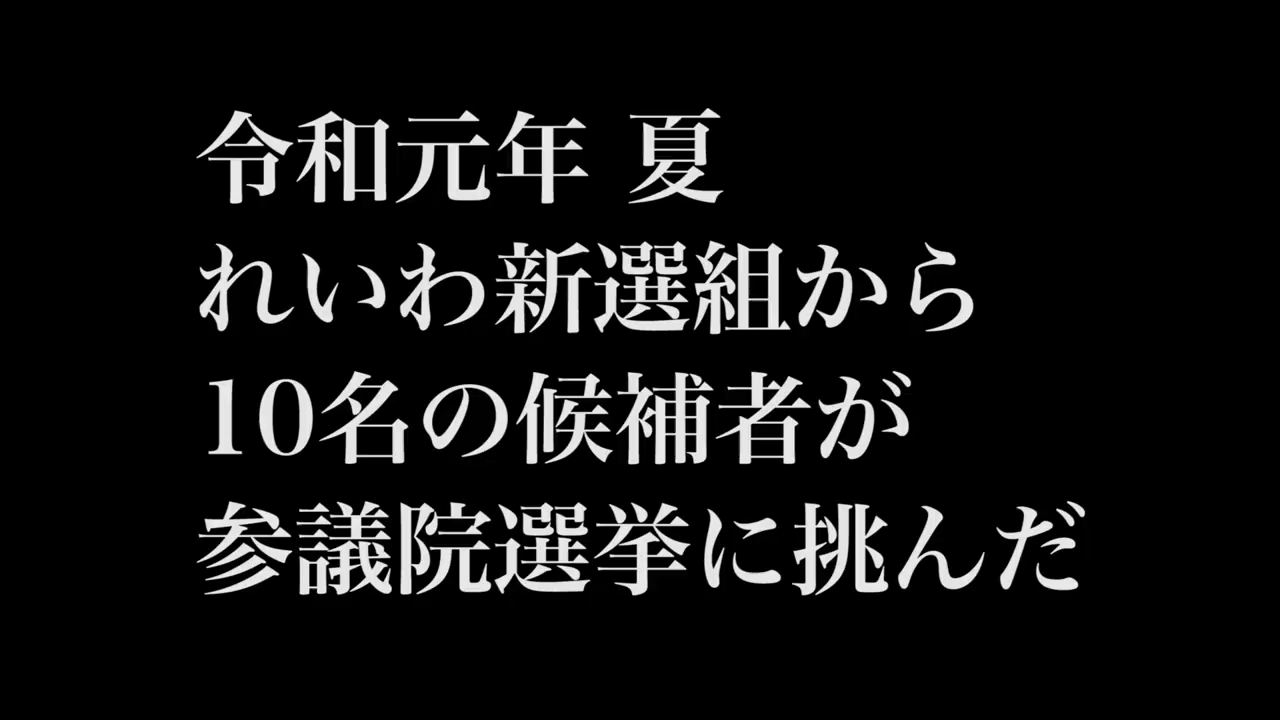 令和元年 夏
れいわ新選組から
10名の候補者が
参議院選挙に挑んだ